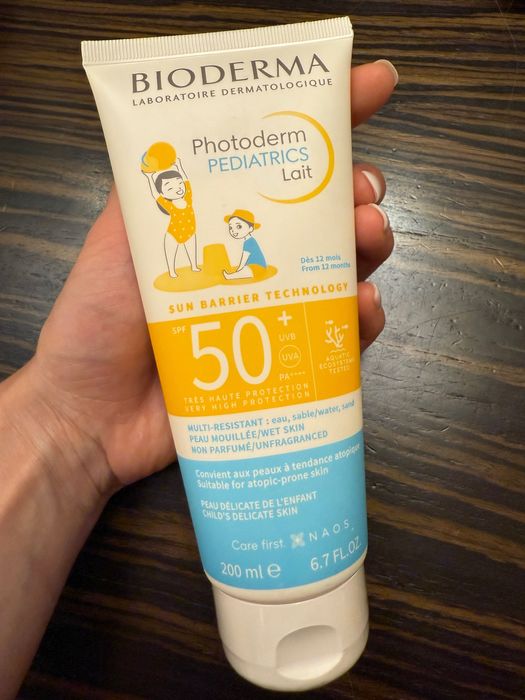 BIODERMA
LABORATOIRE DERMATOLOGIQUE
Photoderm
PEDIATRICS
Lait
Dès 12 mois
From 12 months
SUN BARRIER TECHNOLOGY
SPF 50+
UVB
UVA
PA++++
AQUATIC
ECOSYSTEMS
TESTED
TRÈS HAUTE PROTECTION
VERY HIGH PROTECTION
MULTI-RESISTANT : eau, sable/water, sand
PEAU MOUILLÉE/WET SKIN
NON PARFUMÉ/UNFRAGRANCED
Convient aux peaux à tendance atopique
Suitable for atopic-prone skin
PEAU DÉLICATE DE L'ENFANT
CHILD'S DELICATE SKIN
Care first. NAOS
200 ml e 6.7 FL.OZ.